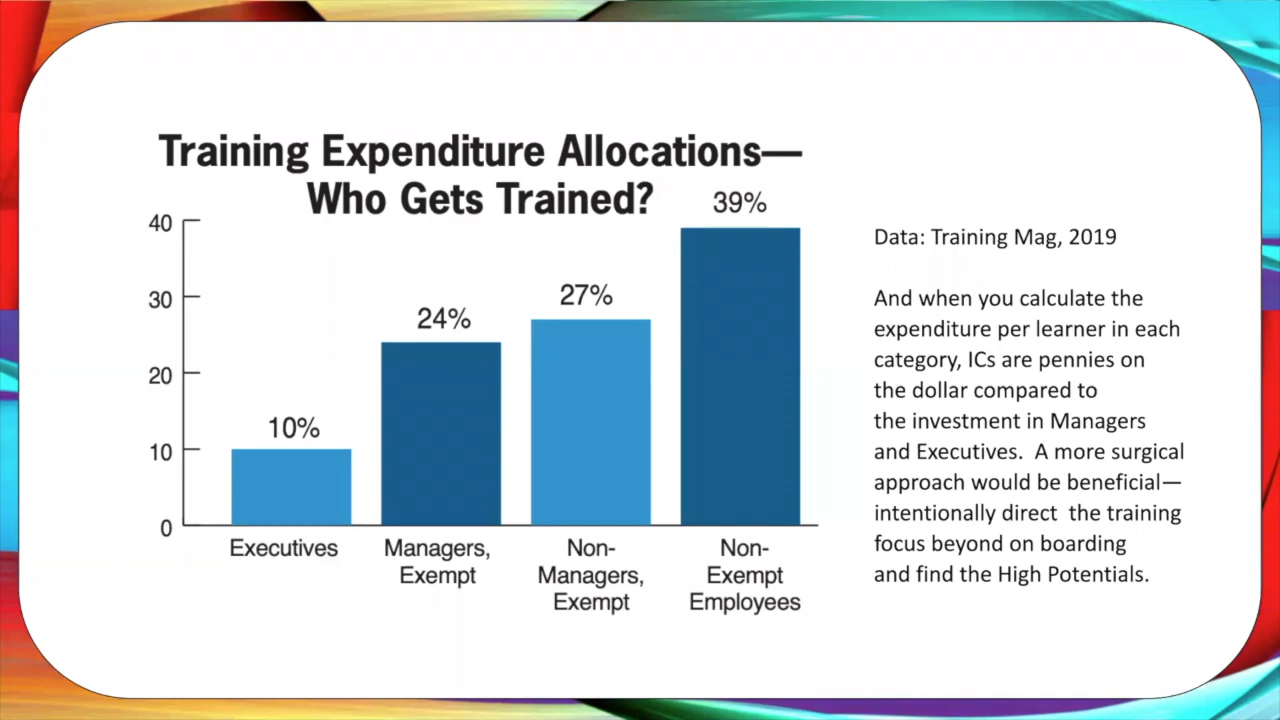 Training Expenditure Allocations—
Who Gets Trained?
40
30
20
10
0
10%
24%
27%
39%
Executives
Managers,
Exempt
Non-
Managers,
Exempt
Non-
Exempt
Employees
Data: Training Mag, 2019
And when you calculate the
expenditure per learner in each
category, ICs are pennies on
the dollar compared to
the investment in Managers
and Executives.  A more surgical
approach would be beneficial—
intentionally direct  the training
focus beyond on boarding
and find the High Potentials.